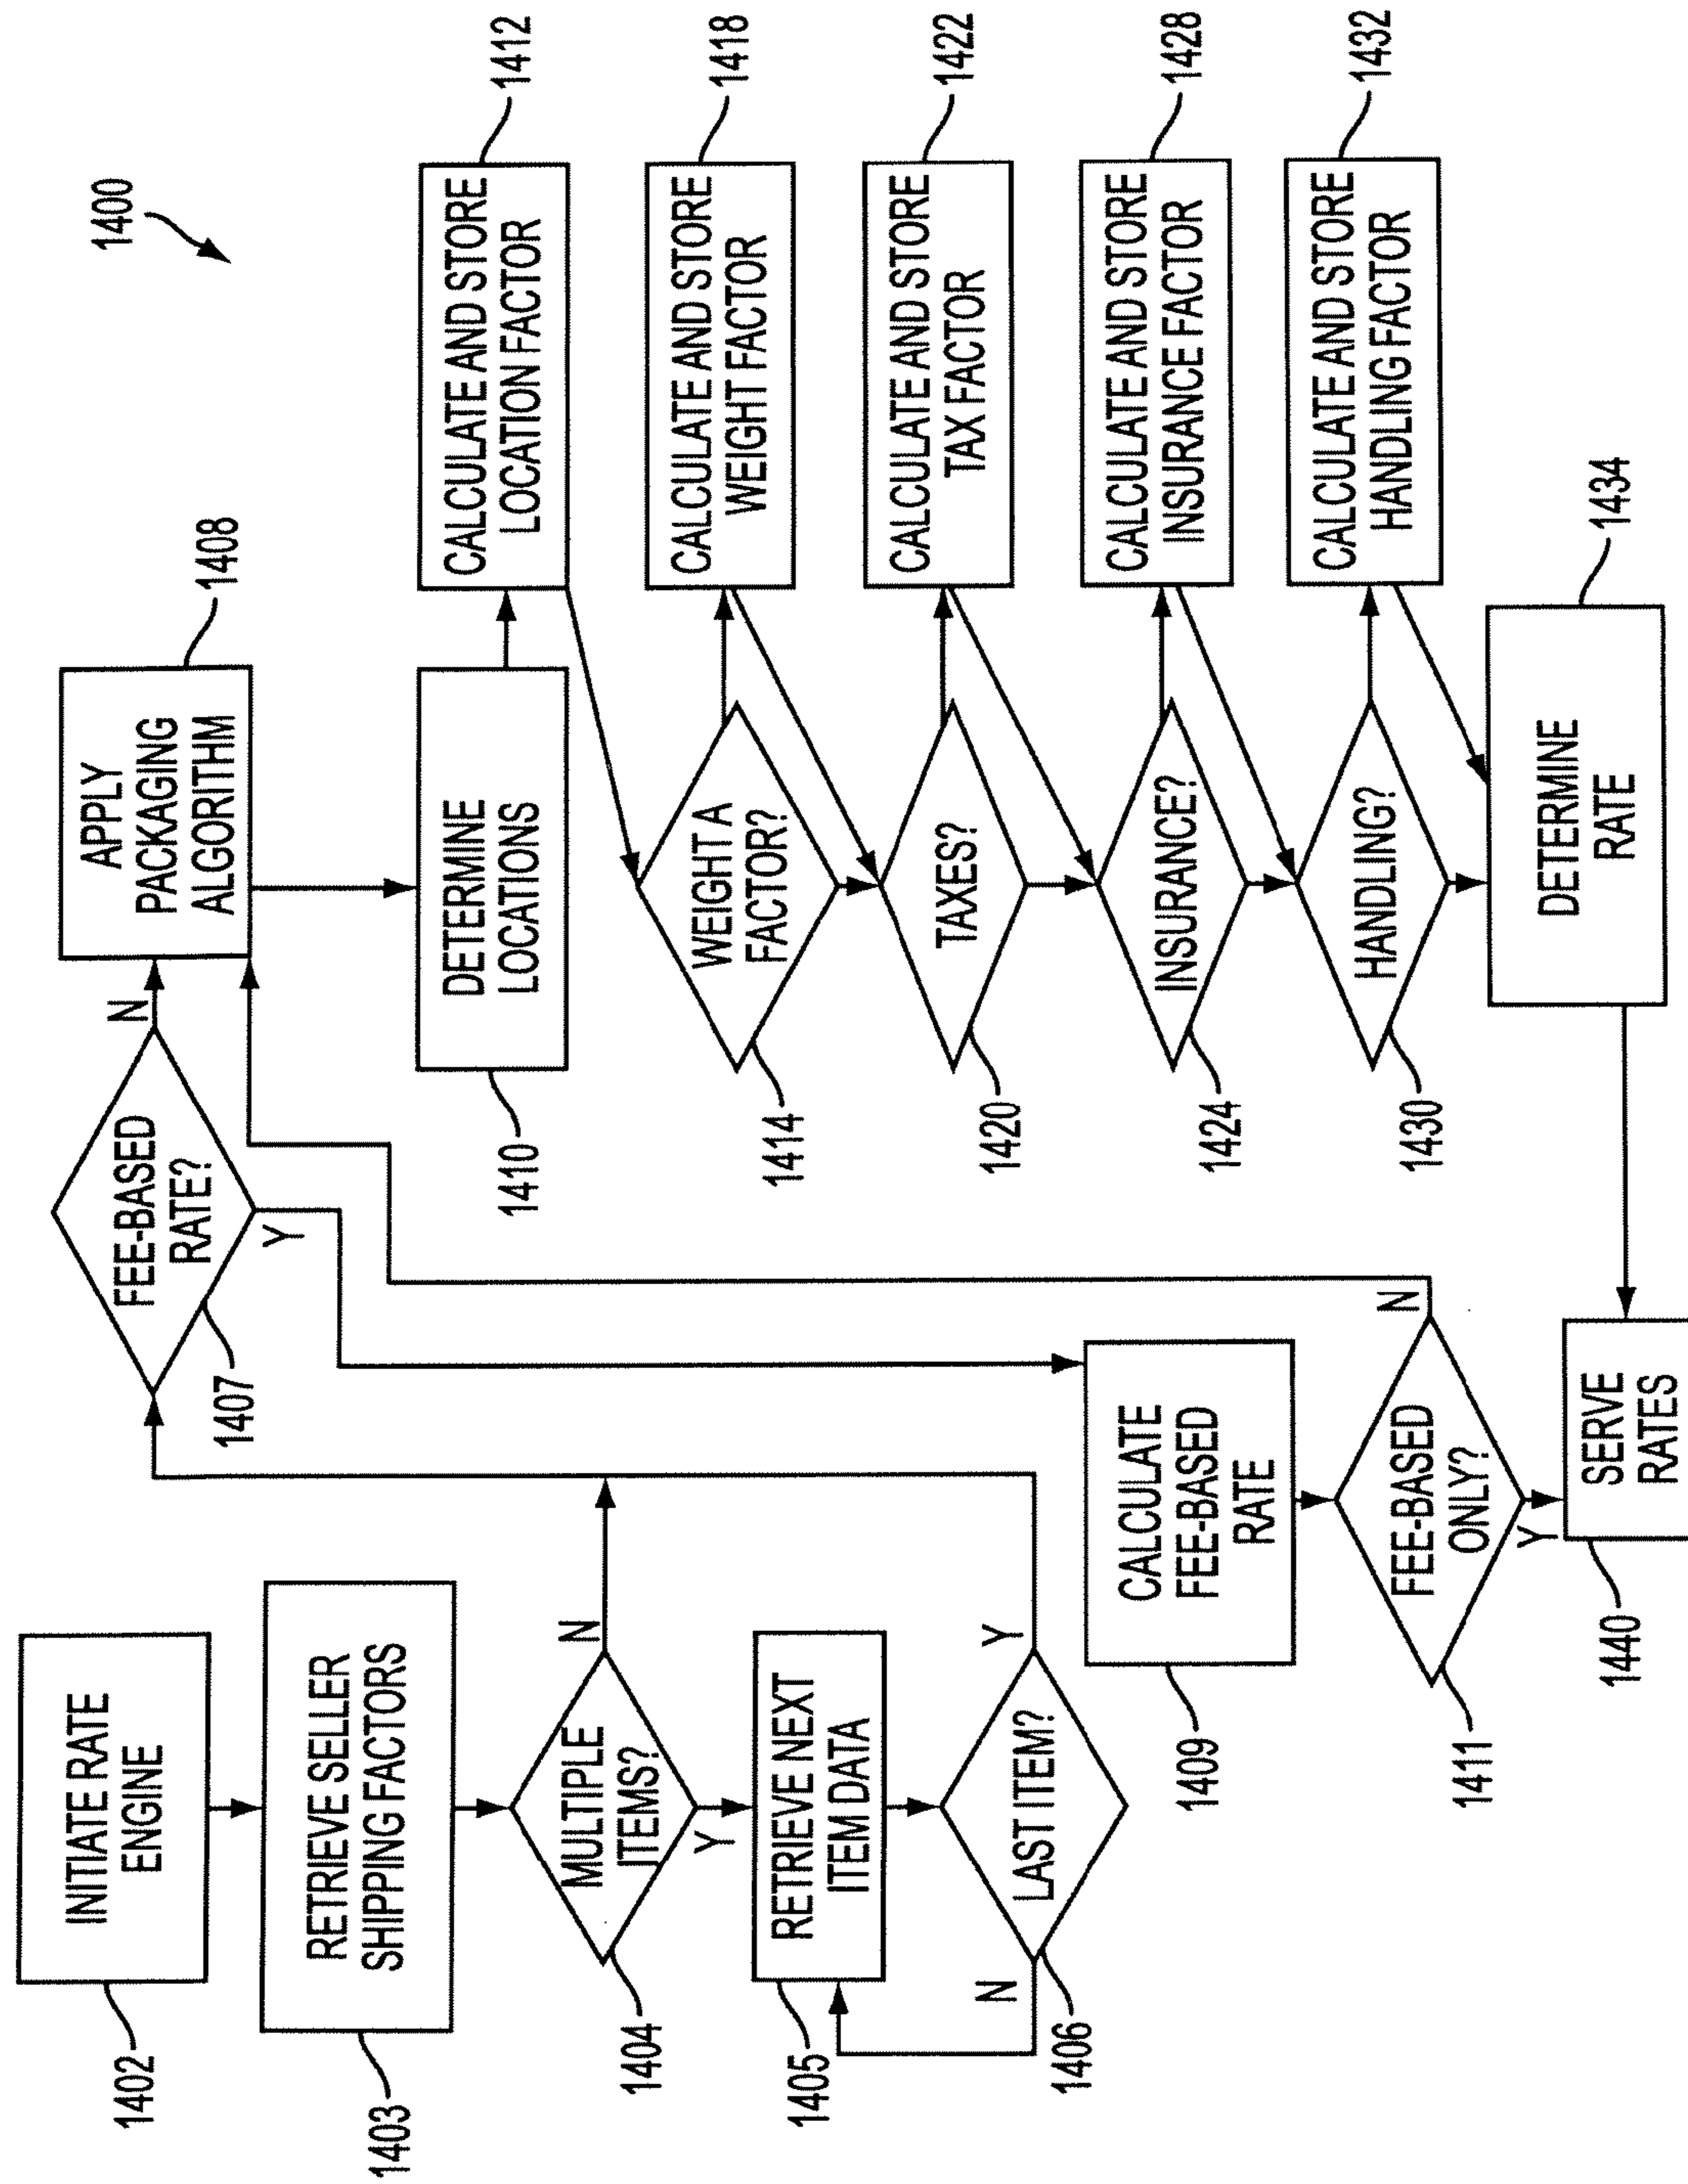 1400
INITIATE RATE
ENGINE
1402
RETRIEVE SELLER
SHIPPING FACTORS
1403
MULTIPLE
ITEMS?
1404
N
Y
RETRIEVE NEXT
ITEM DATA
1405
LAST ITEM?
1406
N
Y
FEE-BASED
RATE?
1407
N
Y
CALCULATE
FEE-BASED
RATE
1409
FEE-BASED
ONLY?
1411
N
Y
SERVE
RATES
1440
APPLY
PACKAGING
ALGORITHM
1408
DETERMINE
LOCATIONS
1410
CALCULATE AND STORE
LOCATION FACTOR
1412
WEIGHT A
FACTOR?
1414
CALCULATE AND STORE
WEIGHT FACTOR
1418
TAXES?
1420
CALCULATE AND STORE
TAX FACTOR
1422
INSURANCE?
1424
CALCULATE AND STORE
INSURANCE FACTOR
1428
HANDLING?
1430
CALCULATE AND STORE
HANDLING FACTOR
1432
DETERMINE
RATE
1434